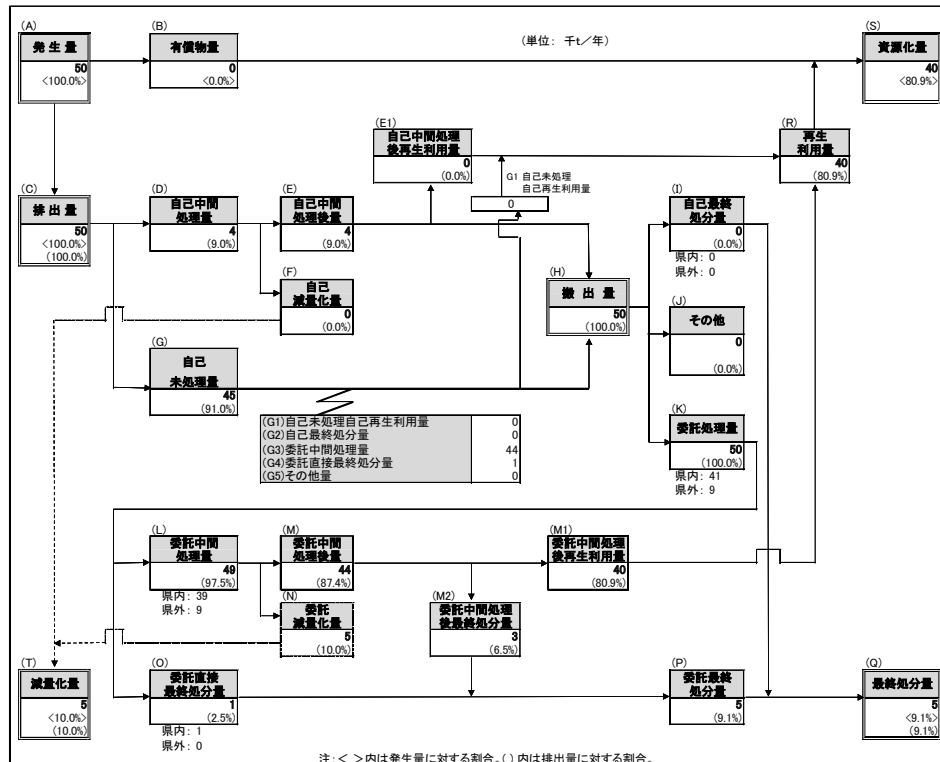 (A)
発 生 量
50
<100.0%>
(B)
有償物量
0
<0.0%>
(単位: 千t/年)
(S)
資源化量
40
<80.9%>
(E1)
自己中間処理
後再生利用量
0
(0.0%)
G1 自己未処理
自己再生利用量
0
(R)
再生
利用量
40
(80.9%)
(C)
排 出 量
50
<100.0%>
(100.0%)
(D)
自己中間
処理量
4
(9.0%)
(E)
自己中間
処理後量
4
(9.0%)
(F)
自己
減量化量
0
(0.0%)
(G)
自己
未処理量
45
(91.0%)
(H)
搬 出 量
50
(100.0%)
(I)
自己最終
処分量
0
(0.0%)
県内: 0
県外: 0
(J)
その他
0
(0.0%)
(K)
委託処理量
50
(100.0%)
県内: 41
県外: 9
(G1)自己未処理自己再生利用量 0
(G2)自己最終処分量 0
(G3)委託中間処理量 44
(G4)委託直接最終処分量 1
(G5)その他量 0
(L)
委託中間
処理量
49
(97.5%)
県内: 39
県外: 9
(M)
委託中間
処理後量
44
(87.4%)
(M1)
委託中間処理
後再生利用量
40
(80.9%)
(N)
委託
減量化量
5
(10.0%)
(M2)
委託中間処理
後最終処分量
3
(6.5%)
(T)
減量化量
5
<10.0%>
(10.0%)
(O)
委託直接
最終処分量
1
(2.5%)
県内: 1
県外: 0
(P)
委託最終
処分量
5
(9.1%)
(Q)
最終処分量
5
<9.1%>
(9.1%)
注:< >内は発生量に対する割合。( )内は排出量に対する割合。